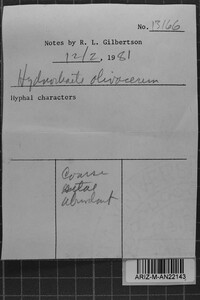 No. 13166
Notes by R. L. Gilbertson
12/2, 1981
Hydnochaete olivaceum
Hyphal characters
Coarse
setae
abundant
ARIZ-M-AN22143